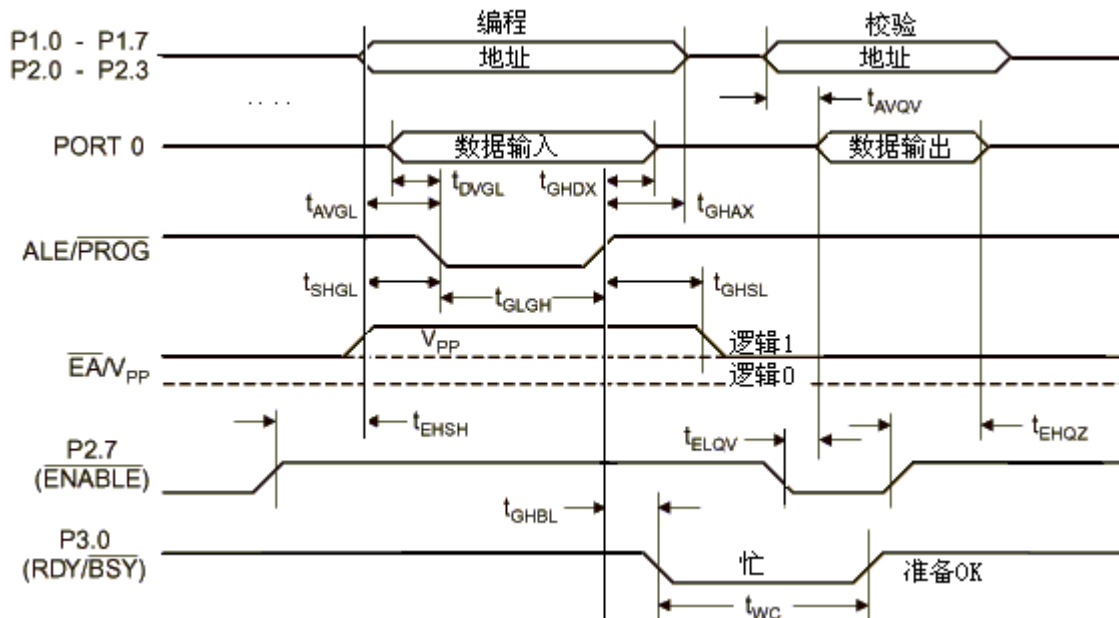 编程
校验
P1.0 - P1.7
P2.0 - P2.3
地址
地址
. . . .
tAVQV
PORT 0
数据输入
数据输出
tDVGL
tGHDX
tAVGL
tGHAX
ALE/PROG
tSHGL
tGLGH
tGHSL
VPP
逻辑1
EA/VPP
逻辑0
tEHSH
tELQV
tEHQZ
P2.7
(ENABLE)
tGHBL
P3.0
(RDY/BSY)
忙
准备OK
tWC